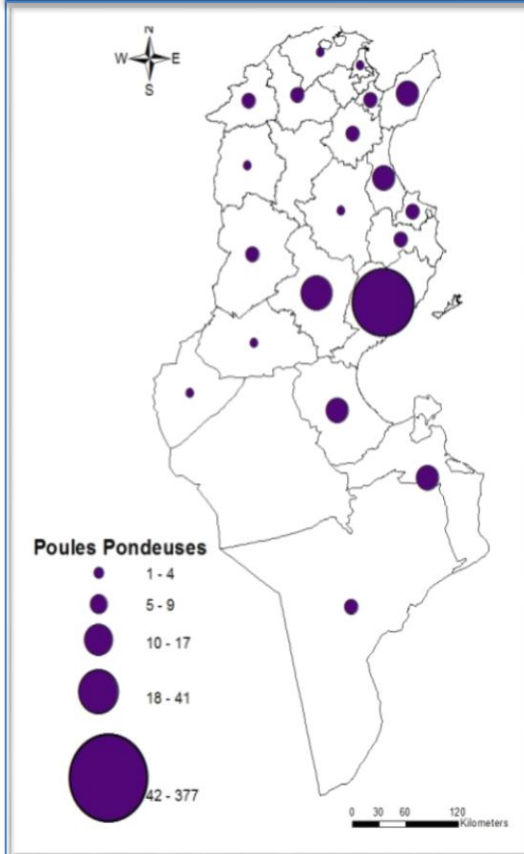 N
W E
S
Poules Pondeuses
1 - 4
5 - 9
10 - 17
18 - 41
42 - 377
0 30 60 120
Kilometers